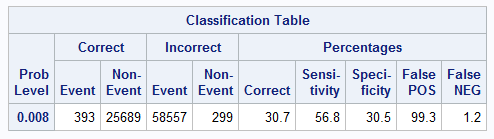 Classification Table
Correct Incorrect Percentages
Prob Level Event Non-Event Event Non-Event Correct Sensi-tivity Speci-ficity False POS False NEG
0.008 393 25689 58557 299 30.7 56.8 30.5 99.3 1.2